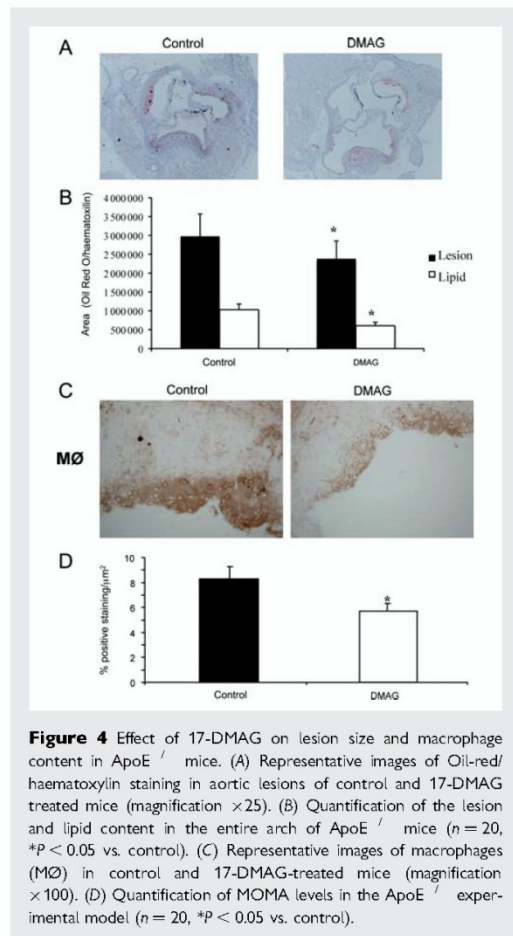 A
Control
DMAG
B
Area (Oil Red O/haematoxilin)
4 000 000
3 500 000
3 000 000
2 500 000
2 000 000
1 500 000
1 000 000
500 000
0
*
*
Lesion
Lipid
Control
DMAG
C
Control
DMAG
MØ
D
% positive staining/μm²
10
8
6
4
2
0
*
Control
DMAG
Figure 4 Effect of 17-DMAG on lesion size and macrophage
content in ApoE / mice. (A) Representative images of Oil-red/
haematoxylin staining in aortic lesions of control and 17-DMAG
treated mice (magnification ×25). (B) Quantification of the lesion
and lipid content in the entire arch of ApoE / mice (n = 20,
*P < 0.05 vs. control). (C) Representative images of macrophages
(MØ) in control and 17-DMAG-treated mice (magnification
×100). (D) Quantification of MOMA levels in the ApoE / exper-
imental model (n = 20, *P < 0.05 vs. control).